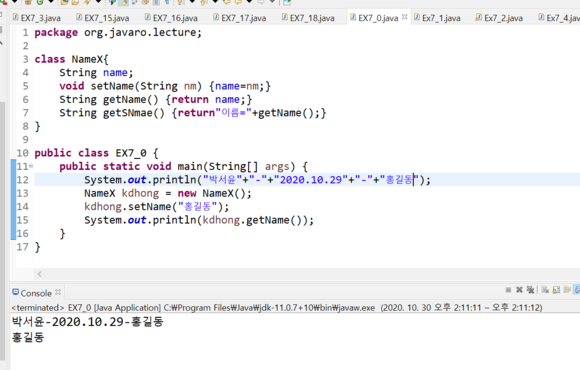 EX7_3.java EX7_15.java EX7_16.java EX7_17.java EX7_18.java EX7_0.java Ex7_1.java Ex7_2.java Ex7_4.java
1 package org.javaro.lecture;
2
3 class NameX{
4 String name;
5 void setName(String nm) {name=nm;}
6 String getName() {return name;}
7 String getSNmae() {return"이름="+getName();}
8 }
9
10 public class EX7_0 {
11 public static void main(String[] args) {
12 System.out.println("박서윤"+"-"+"2020.10.29"+"-"+"홍길동");
13 NameX kdhong = new NameX();
14 kdhong.setName("홍길동");
15 System.out.println(kdhong.getName());
16 }
17 }
Console
<terminated> EX7_0 [Java Application] C:₩Program Files₩Java₩jdk-11.0.7+10₩bin₩javaw.exe (2020. 10. 30 오후 2:11:11 – 오후 2:11:12)
박서윤-2020.10.29-홍길동
홍길동